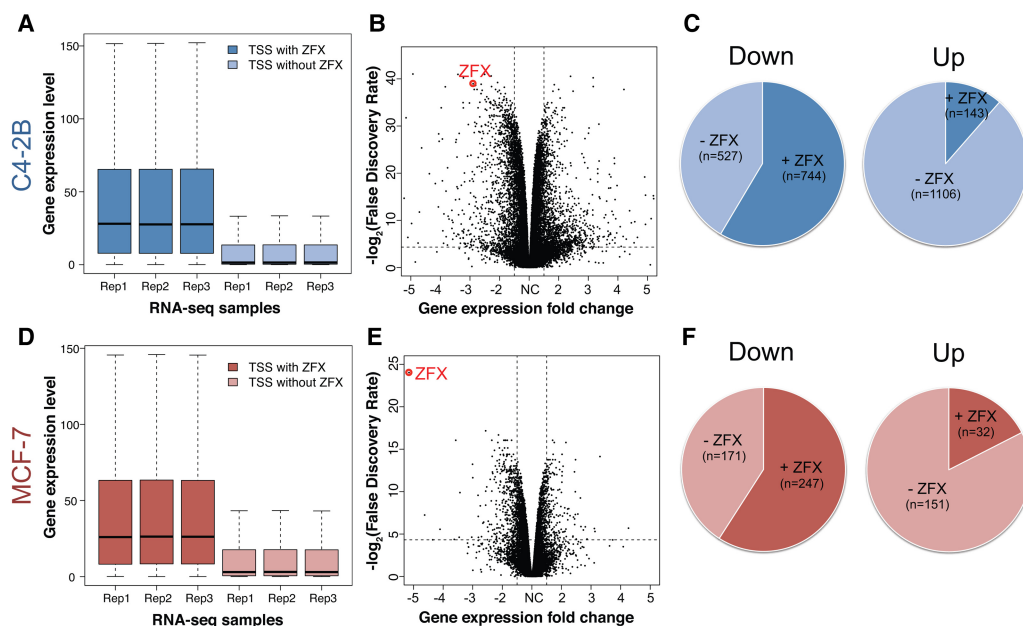 A
C4-2B
Gene expression level
150
100
50
0
TSS with ZFX
TSS without ZFX
Rep1 Rep2 Rep3 Rep1 Rep2 Rep3
RNA-seq samples
B
-log2(False Discovery Rate)
40
30
20
10
0
ZFX
-5 -4 -3 -2 NC 2 3 4 5
Gene expression fold change
C
Down
- ZFX
(n=527)
+ ZFX
(n=744)
Up
+ ZFX
(n=143)
- ZFX
(n=1106)
D
MCF-7
Gene expression level
150
100
50
0
TSS with ZFX
TSS without ZFX
Rep1 Rep2 Rep3 Rep1 Rep2 Rep3
RNA-seq samples
E
-log2(False Discovery Rate)
25
20
15
10
5
0
ZFX
-5 -4 -3 -2 NC 2 3 4 5
Gene expression fold change
F
Down
- ZFX
(n=171)
+ ZFX
(n=247)
Up
+ ZFX
(n=32)
- ZFX
(n=151)